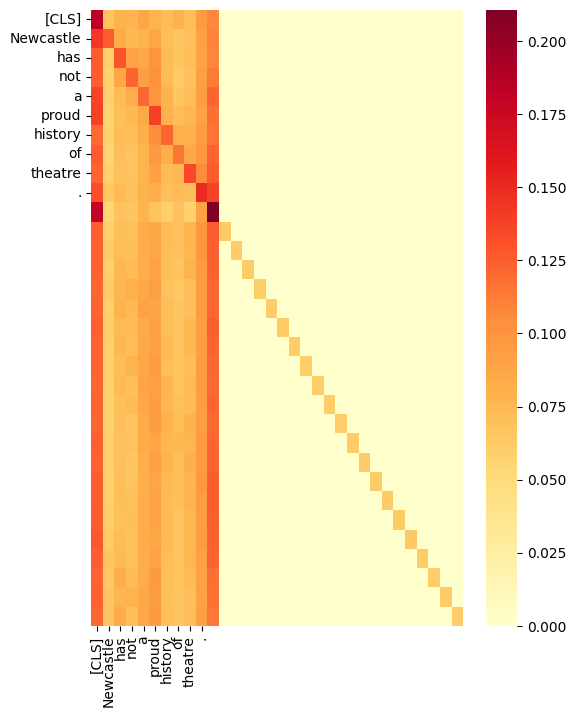 [CLS]
Newcastle
has
not
a
proud
history
of
theatre
.
[CLS]
Newcastle
has
not
a
proud
history
of
theatre
.
0.200
0.175
0.150
0.125
0.100
0.075
0.050
0.025
0.000